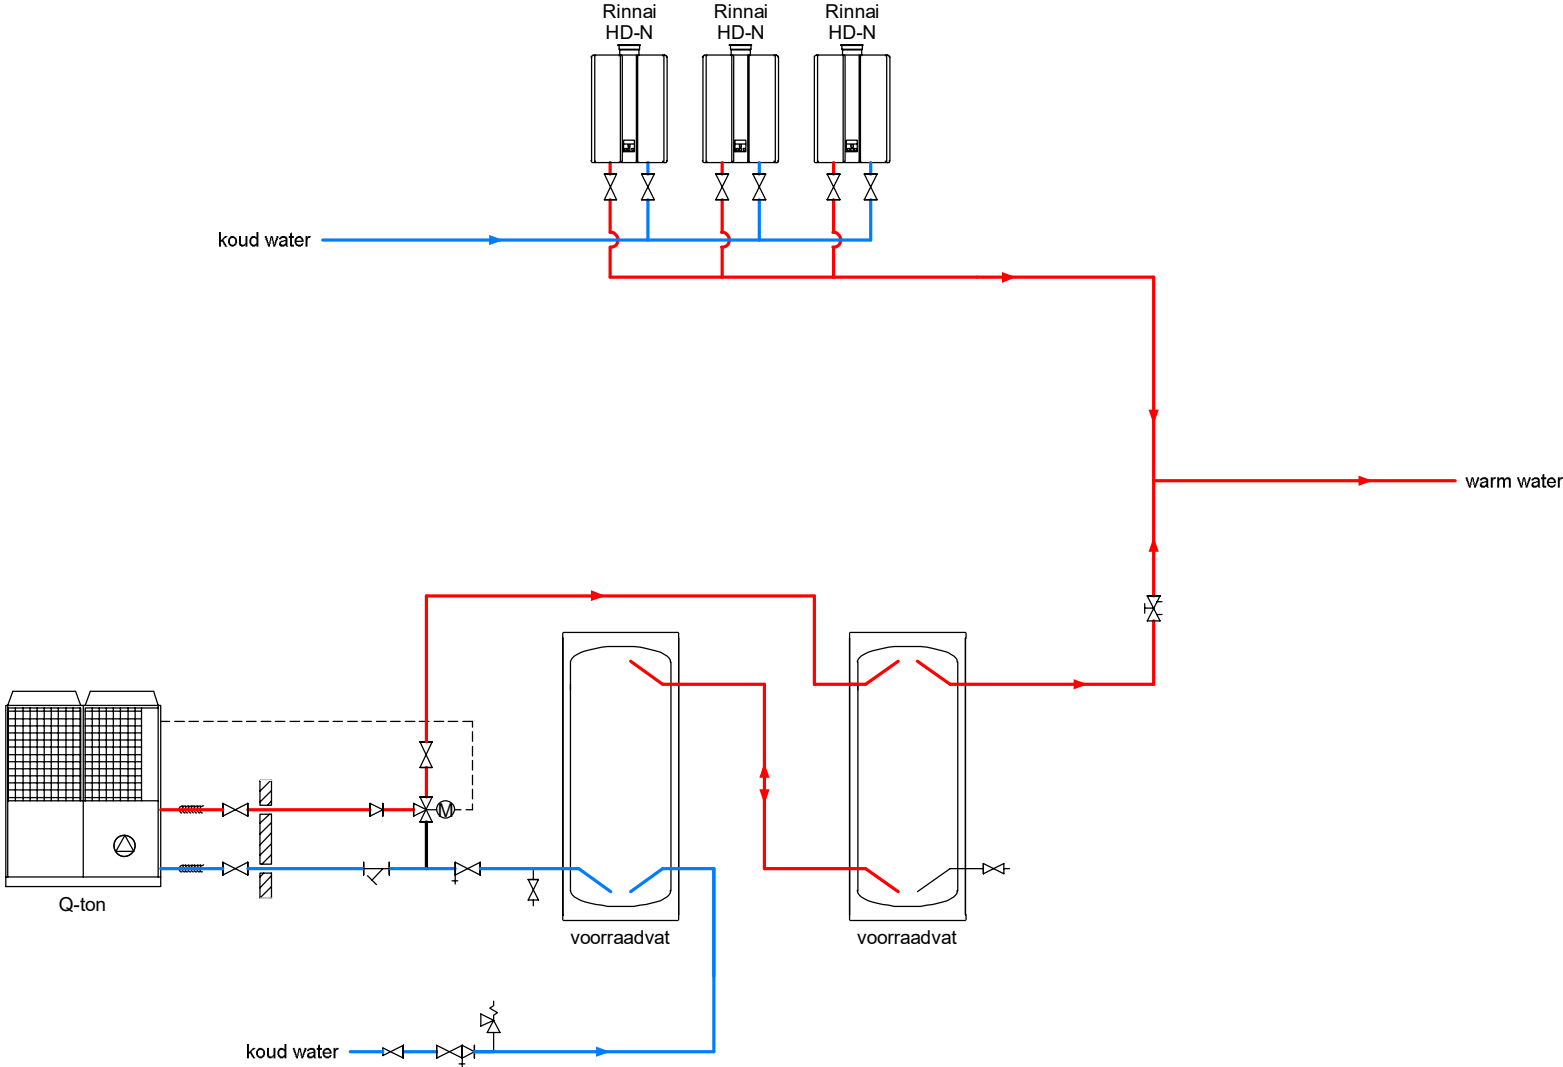 Rinnai
HD-N
Rinnai
HD-N
Rinnai
HD-N
koud water
warm water
M
Q-ton
voorraadvat
voorraadvat
koud water